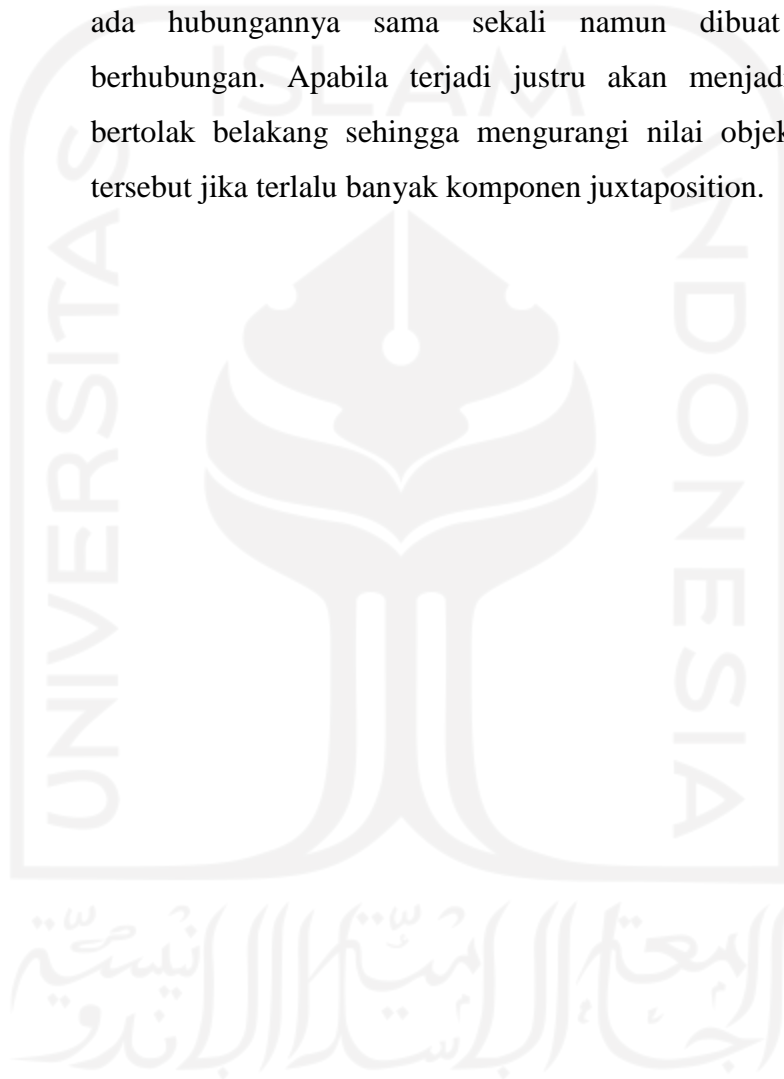 ada hubungannya sama sekali namun dibuat
berhubungan. Apabila terjadi justru akan menjad
bertolak belakang sehingga mengurangi nilai objek
tersebut jika terlalu banyak komponen juxtaposition.
ISLAM
UNIVERSITAS
INDONESIA